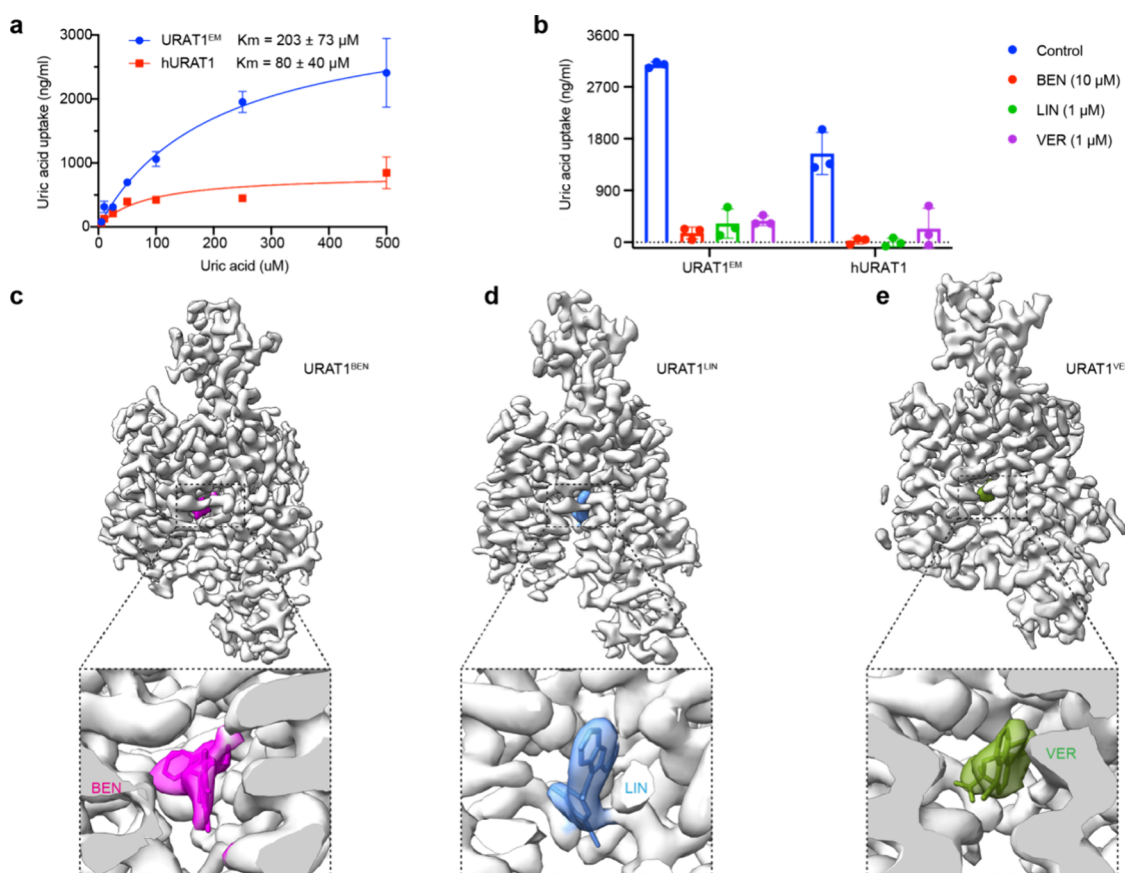 a
3000
2000
1000
0
0
100
200
300
400
500
Uric acid uptake (ng/ml)
Uric acid (uM)
URAT1ᴱᴹ Km = 203 ± 73 µM
hURAT1 Km = 80 ± 40 µM
b
3600
2700
1800
900
0
Uric acid uptake (ng/ml)
URAT1ᴱᴹ
hURAT1
Control
BEN (10 µM)
LIN (1 µM)
VER (1 µM)
c
URAT1ᴮᴱᴺ
BEN
d
URAT1ᴸᴵᴺ
LIN
e
URAT1ⱽᴱ
VER